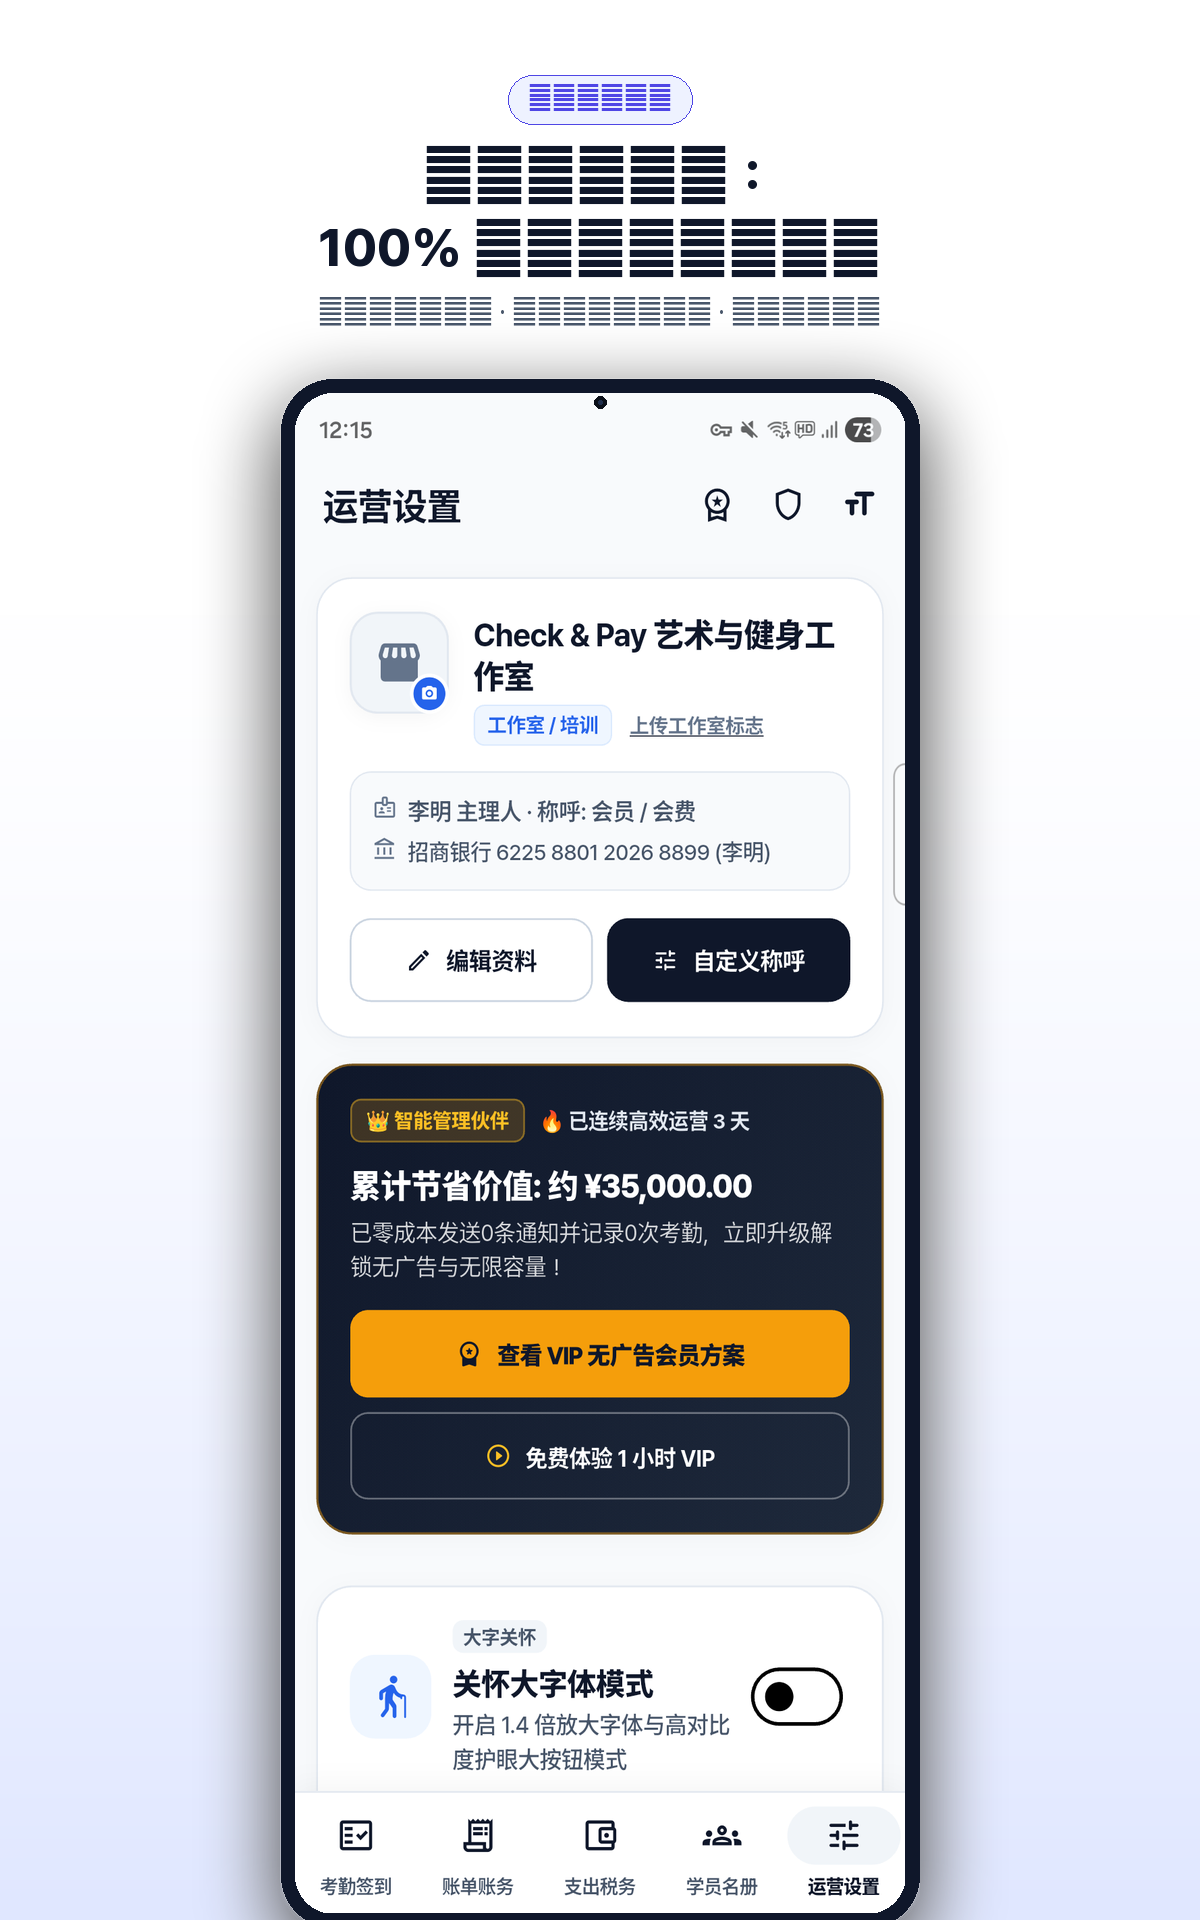 :
100%
· ·
12:15
HD 73
运营设置
Check & Pay 艺术与健身工
作室
工作室 / 培训 上传工作室标志
李明 主理人 · 称呼: 会员 / 会费
招商银行 6225 8801 2026 8899 (李明)
编辑资料 自定义称呼
智能管理伙伴 已连续高效运营 3 天
累计节省价值: 约 ¥35,000.00
已零成本发送0条通知并记录0次考勤，立即升级解
锁无广告与无限容量！
查看 VIP 无广告会员方案
免费体验 1 小时 VIP
大字关怀
关怀大字体模式
开启 1.4 倍放大字体与高对比
度护眼大按钮模式
考勤签到 账单账务 支出税务 学员名册 运营设置